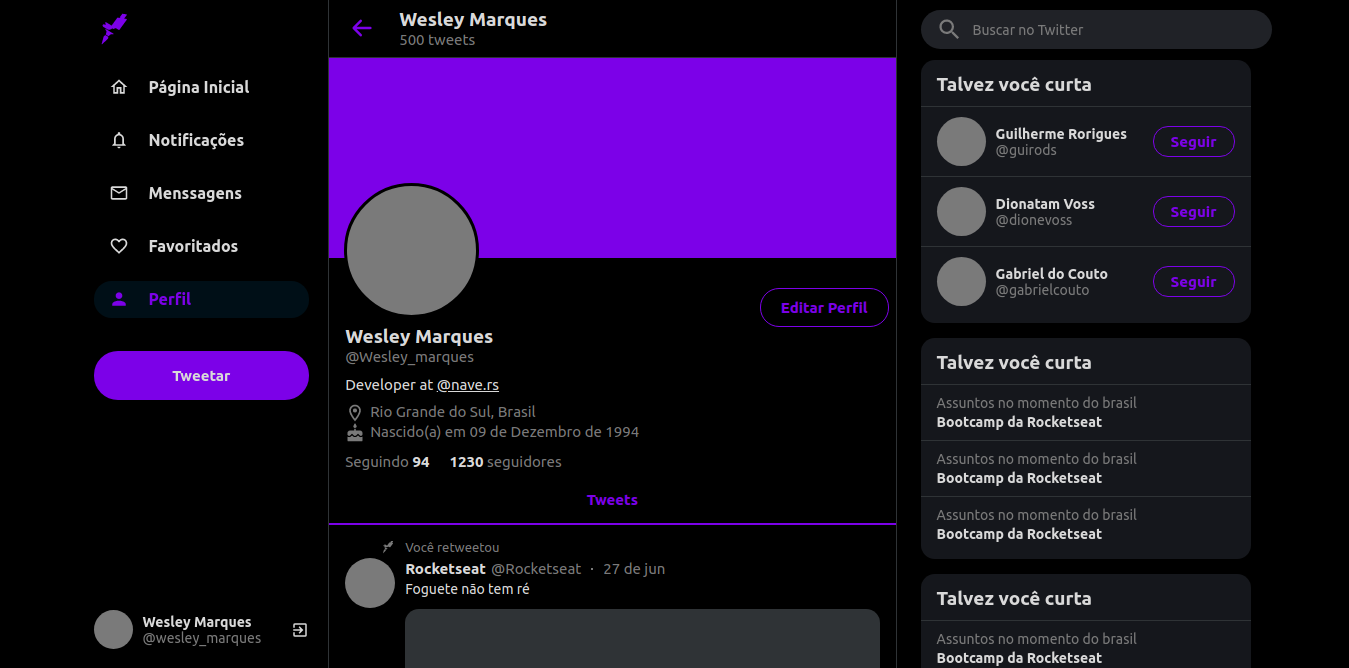 Página Inicial
Notificações
Menssagens
Favoritados
Perfil
Tweetar
Wesley Marques
@wesley_marques
Wesley Marques
500 tweets
Editar Perfil
Wesley Marques
@Wesley_marques
Developer at @nave.rs
Rio Grande do Sul, Brasil
Nascido(a) em 09 de Dezembro de 1994
Seguindo 94 1230 seguidores
Tweets
Você retweetou
Rocketseat @Rocketseat · 27 de jun
Foguete não tem ré
Buscar no Twitter
Talvez você curta
Guilherme Rorigues
@guirods
Seguir
Dionatam Voss
@dionevoss
Seguir
Gabriel do Couto
@gabrielcouto
Seguir
Talvez você curta
Assuntos no momento do brasil
Bootcamp da Rocketseat
Assuntos no momento do brasil
Bootcamp da Rocketseat
Assuntos no momento do brasil
Bootcamp da Rocketseat
Talvez você curta
Assuntos no momento do brasil
Bootcamp da Rocketseat